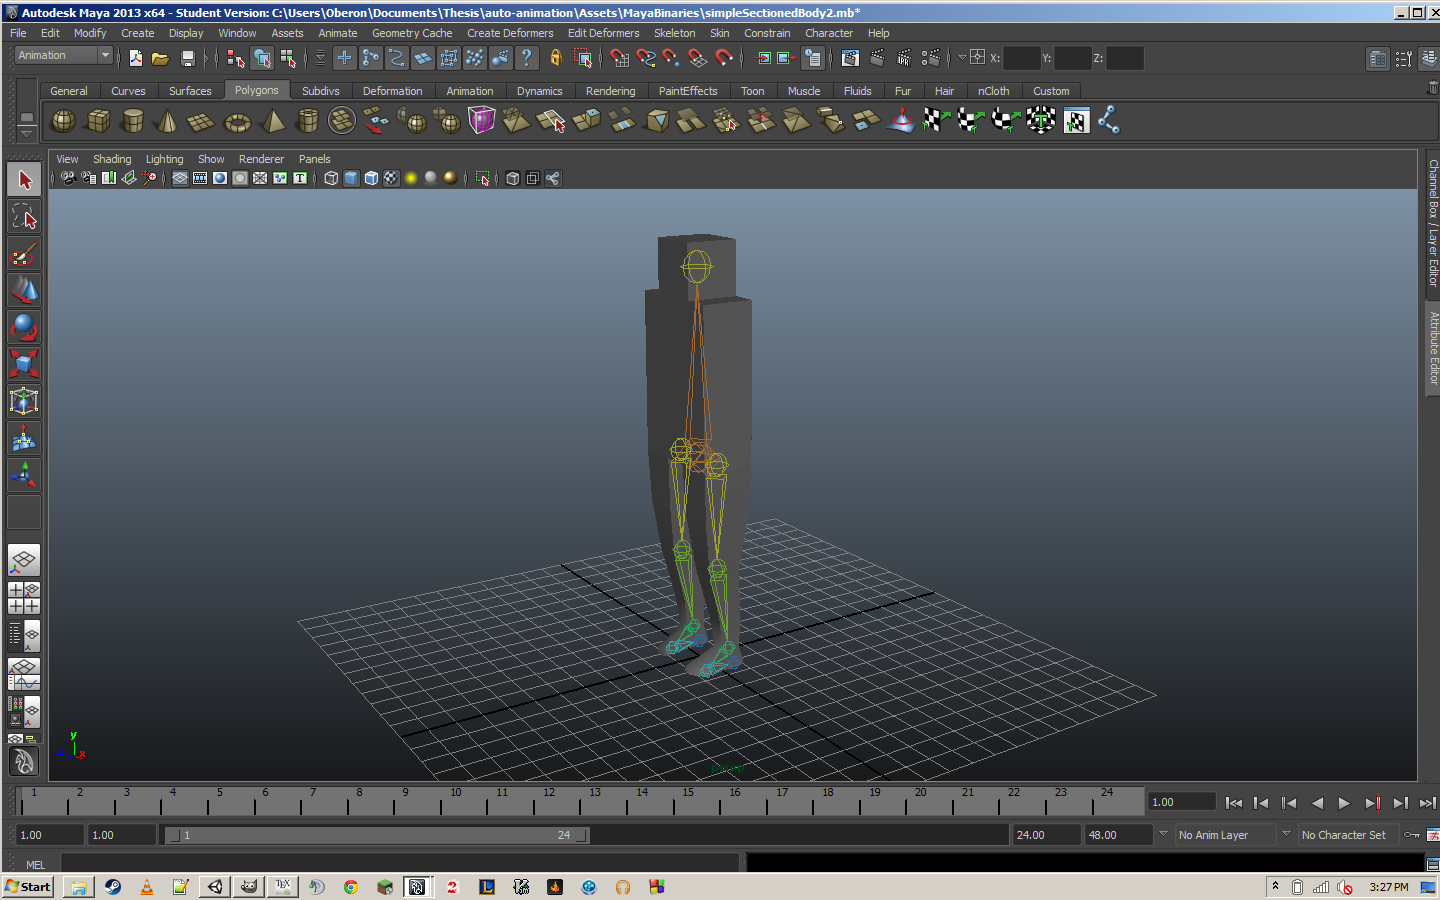 Autodesk Maya 2013 x64 - Student Version: C:\Users\Oberon\Documents\Thesis\auto-animation\Assets\MayaBinaries\simpleSectionedBody2.mb*
File Edit Modify Create Display Window Assets Animate Geometry Cache Create Deformers Edit Deformers Skeleton Skin Constrain Character Help
Animation X: Y: Z:
General Curves Surfaces Polygons Subdivs Deformation Animation Dynamics Rendering PaintEffects Toon Muscle Fluids Fur Hair nCloth Custom
View Shading Lighting Show Renderer Panels
Channel Box / Layer Editor
Attribute Editor
y
x
persp
1 2 3 4 5 6 7 8 9 10 11 12 13 14 15 16 17 18 19 20 21 22 23 24 1.00
1.00 1.00 1 24 24.00 48.00 No Anim Layer No Character Set
MEL
Start 3:27 PM